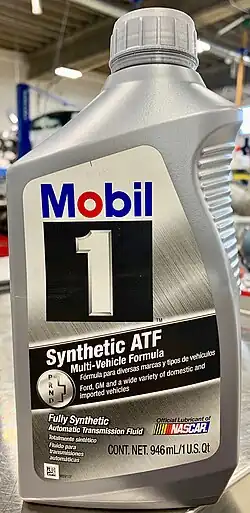 Mobil
1
TM
Synthetic ATF
Multi-Vehicle Formula
Fórmula para diversas marcas y tipos de vehículos
Ford, GM and a wide variety of domestic and
imported vehicles
P
R
N
D
Fully Synthetic
Automatic Transmission Fluid
Totalmente sintético
Fluido para
transmisiones
automáticas
Official Lubricant of
NASCAR
CONT. NET. 946 mL/1 U.S. Qt